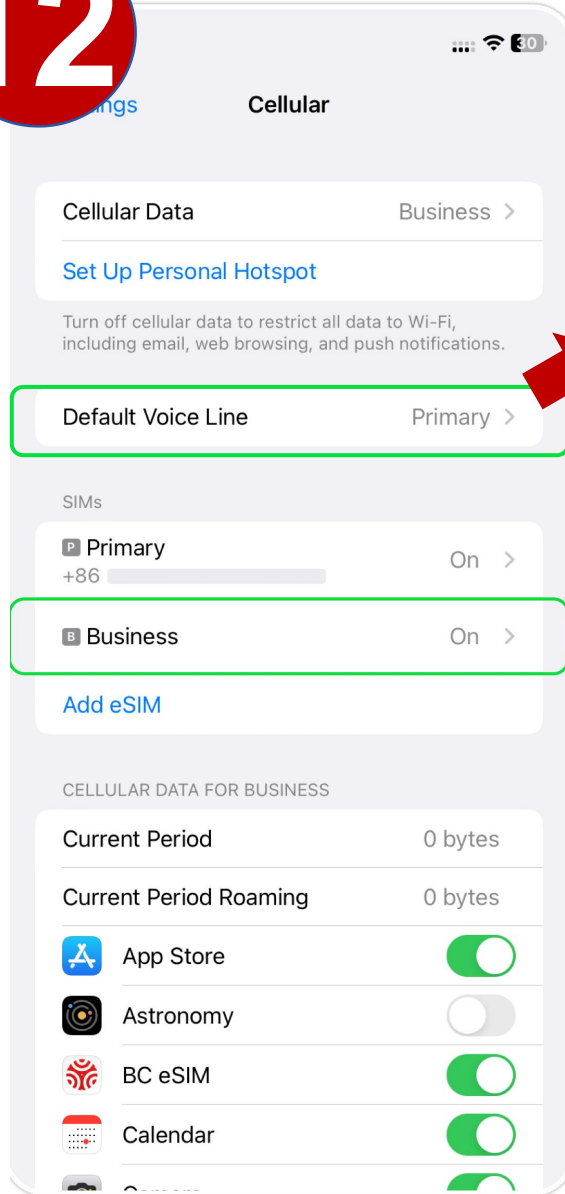 12
30
ngs
Cellular
Cellular Data Business
Set Up Personal Hotspot
Turn off cellular data to restrict all data to Wi-Fi,
including email, web browsing, and push notifications.
Default Voice Line Primary
SIMs
P Primary
On
+86
B Business On
Add eSIM
CELLULAR DATA FOR BUSINESS
Current Period 0 bytes
Current Period Roaming 0 bytes
App Store
Astronomy
BC eSIM
Calendar